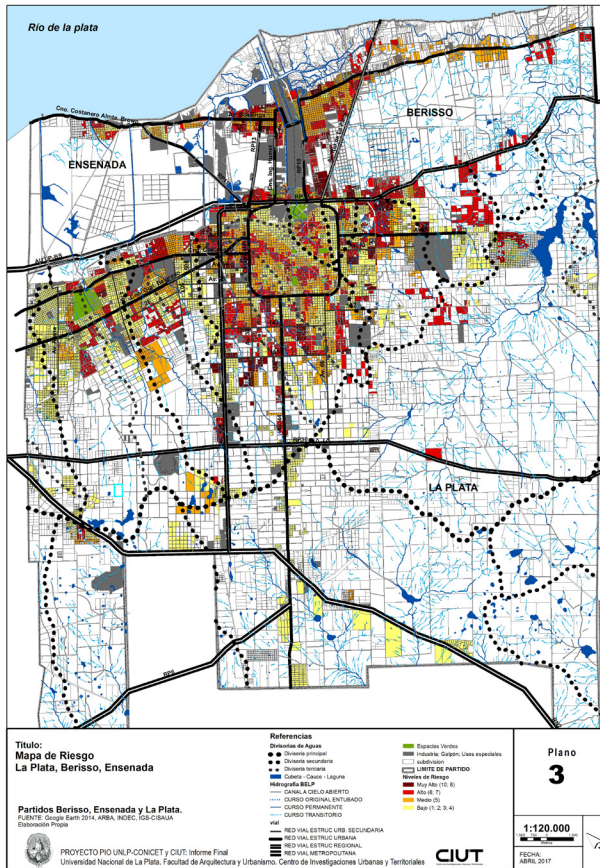 Río de la plata
BERISSO
Cno. Costanero Almte. Brown
ENSENADA
LA PLATA
Titulo:
Mapa de Riesgo
La Plata, Berisso, Ensenada
Partidos Berisso, Ensenada y La Plata.
FUENTE: Google Earth 2014, ARBA, INDEC, IGS-CISAUA
Elaboración Propia
PROYECTO PIO UNLP-CONICET y CIUT: Informe Final
Universidad Nacional de La Plata, Facultad de Arquitectura y Urbanismo, Centro de Investigaciones Urbanas y Territoriales
Referencias
Divisorias de Aguas
Divisoria principal
Divisoria secundaria
Divisoria terciaria
Cubeta - Cauce - Laguna
Hidrografía BELP
CANAL A CIELO ABIERTO
CURSO ORIGINAL ENTUBADO
CURSO PERMANENTE
CURSO TRANSITORIO
vial
RED VIAL ESTRUC URB. SECUNDARIA
RED VIAL ESTRUC URBANA
RED VIAL ESTRUC REGIONAL
RED VIAL METROPOLITANA
Espacios Verdes
Industria; Galpón; Usos especiales
subdivision
LIMITE DE PARTIDO
Niveles de Riesgo
Muy Alto (10; 8)
Alto (6; 7)
Medio (5)
Bajo (1; 2; 3; 4)
CIUT
Plano
3
1:120.000
Metros
FECHA:
ABRIL 2017